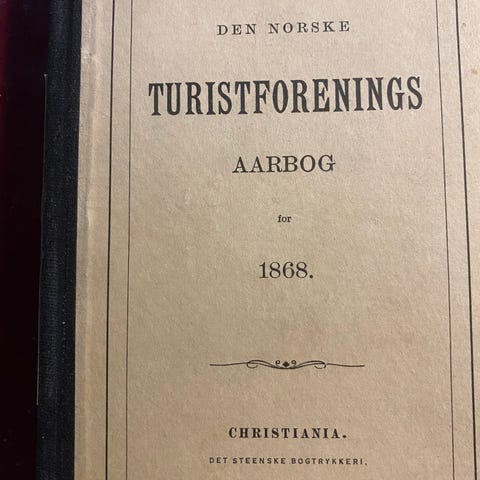 DEN NORSKE
TURISTFORENINGS
AARBOG
for
1868.
CHRISTIANIA.
DET STEENSKE BOGTRYKKERI.